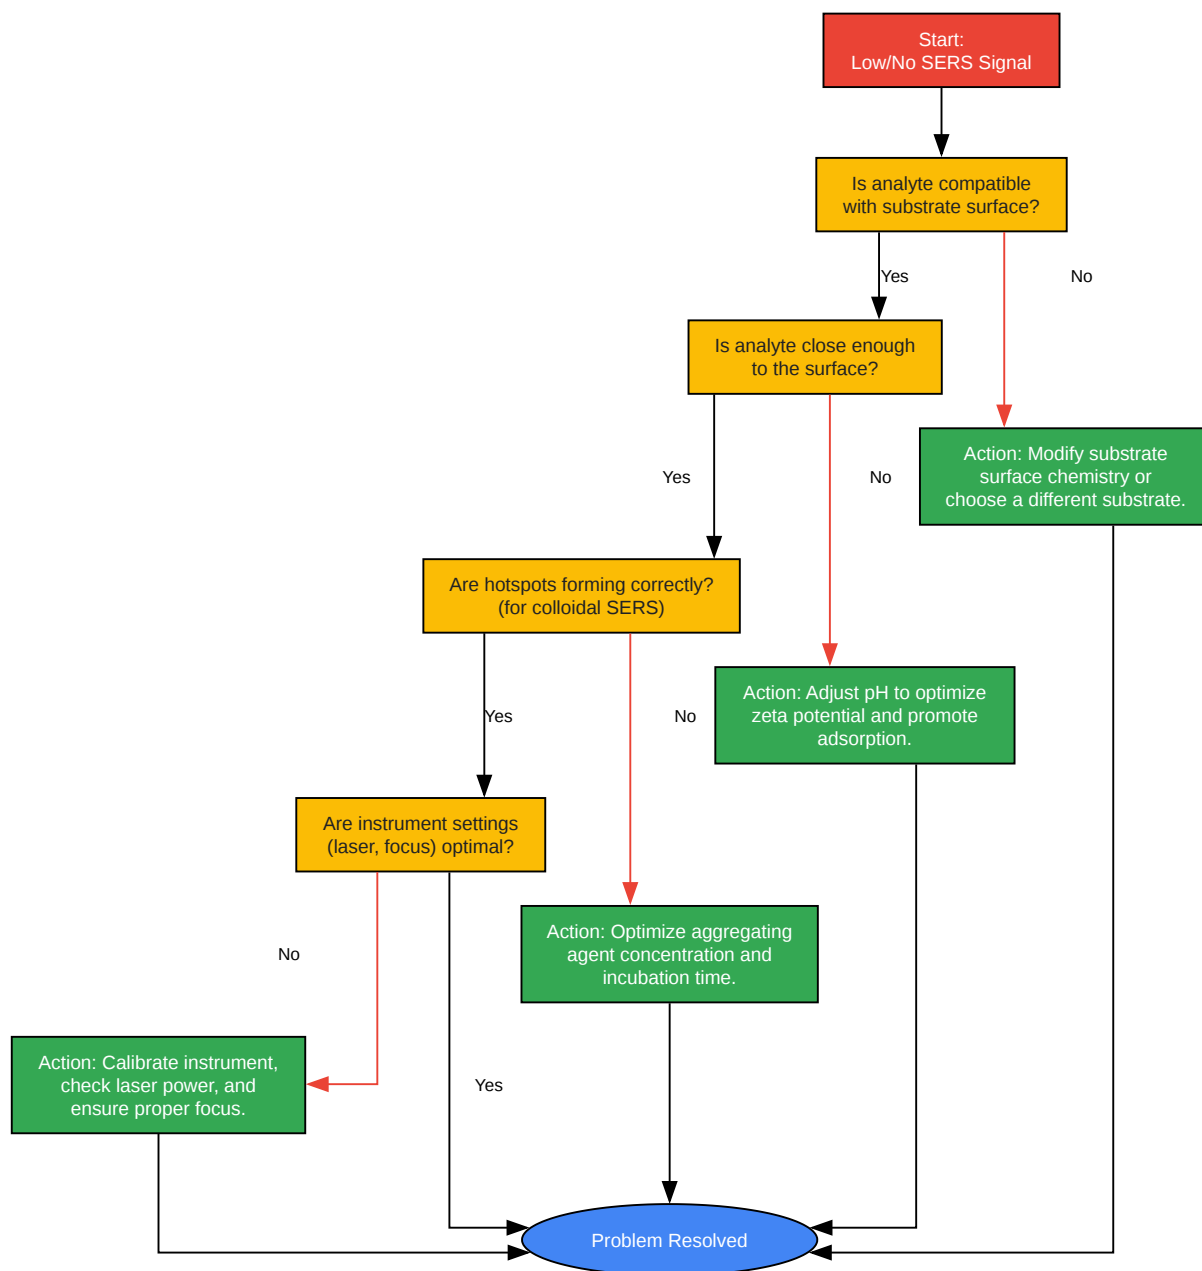 Start:
Low/No SERS Signal
Is analyte compatible
with substrate surface?
Yes
No
Is analyte close enough
to the surface?
Yes
No
Action: Modify substrate
surface chemistry or
choose a different substrate.
Are hotspots forming correctly?
(for colloidal SERS)
Yes
No
Action: Adjust pH to optimize
zeta potential and promote
adsorption.
Are instrument settings
(laser, focus) optimal?
No
Yes
Action: Optimize aggregating
agent concentration and
incubation time.
Action: Calibrate instrument,
check laser power, and
ensure proper focus.
Problem Resolved